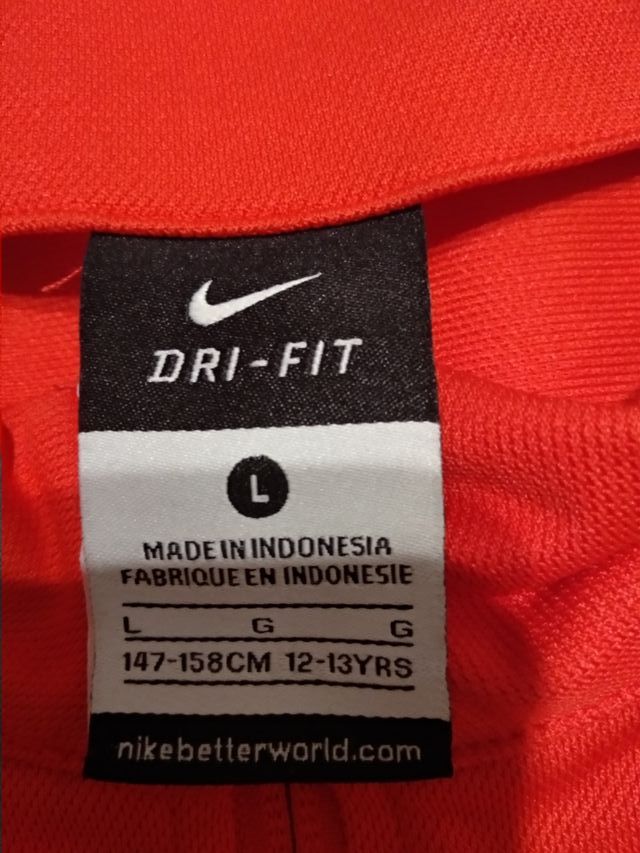 DRI-FIT
L
MADE IN INDONESIA
FABRIQUE EN INDONESIE
L G G
147-158CM 12-13YRS
nikebetterworld.com